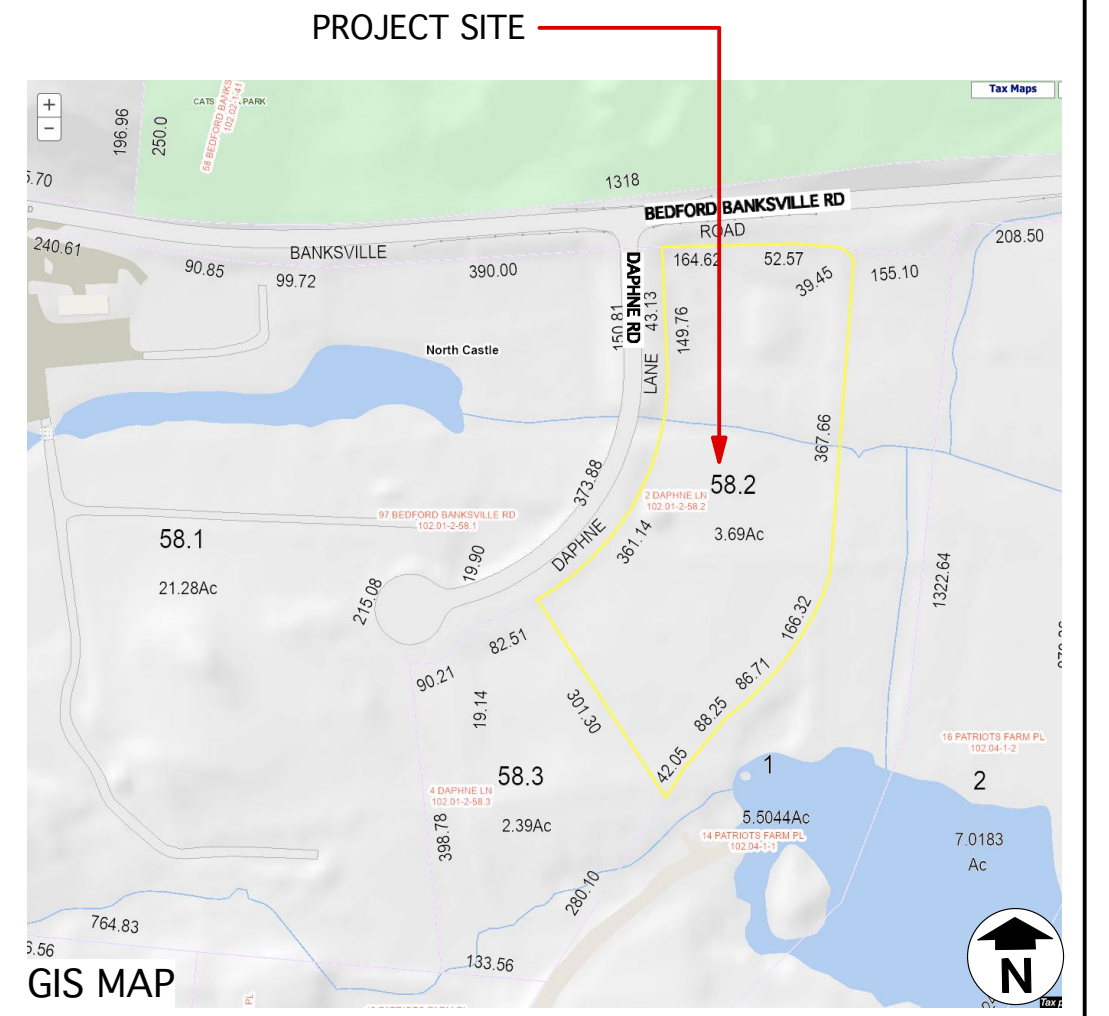 PROJECT SITE
Tax Maps
+
−
196.96
250.0
58 BEDFORD BANKS
102.02-1-41
5.70
1318
BEDFORD BANKSVILLE RD
ROAD
BANKSVILLE
240.61
90.85
99.72
390.00
164.62
52.57
39.45
155.10
208.50
DAPHNE RD
150.81
43.13
149.76
LANE
North Castle
367.66
373.88
58.2
2 DAPHNE LN
102.01-2-58.2
3.69Ac
97 BEDFORD BANKSVILLE RD
102.01-2-58.1
58.1
21.28Ac
DAPHNE
361.14
19.90
215.08
1322.64
166.32
82.51
90.21
86.71
301.30
88.25
19.14
42.05
16 PATRIOTS FARM PL
102.04-1-2
1
2
58.3
4 DAPHNE LN
102.01-2-58.3
2.39Ac
5.5044Ac
14 PATRIOTS FARM PL
102.04-1-1
7.0183
Ac
398.78
280.10
764.83
6.56
133.56
GIS MAP
PL
N
Tax p